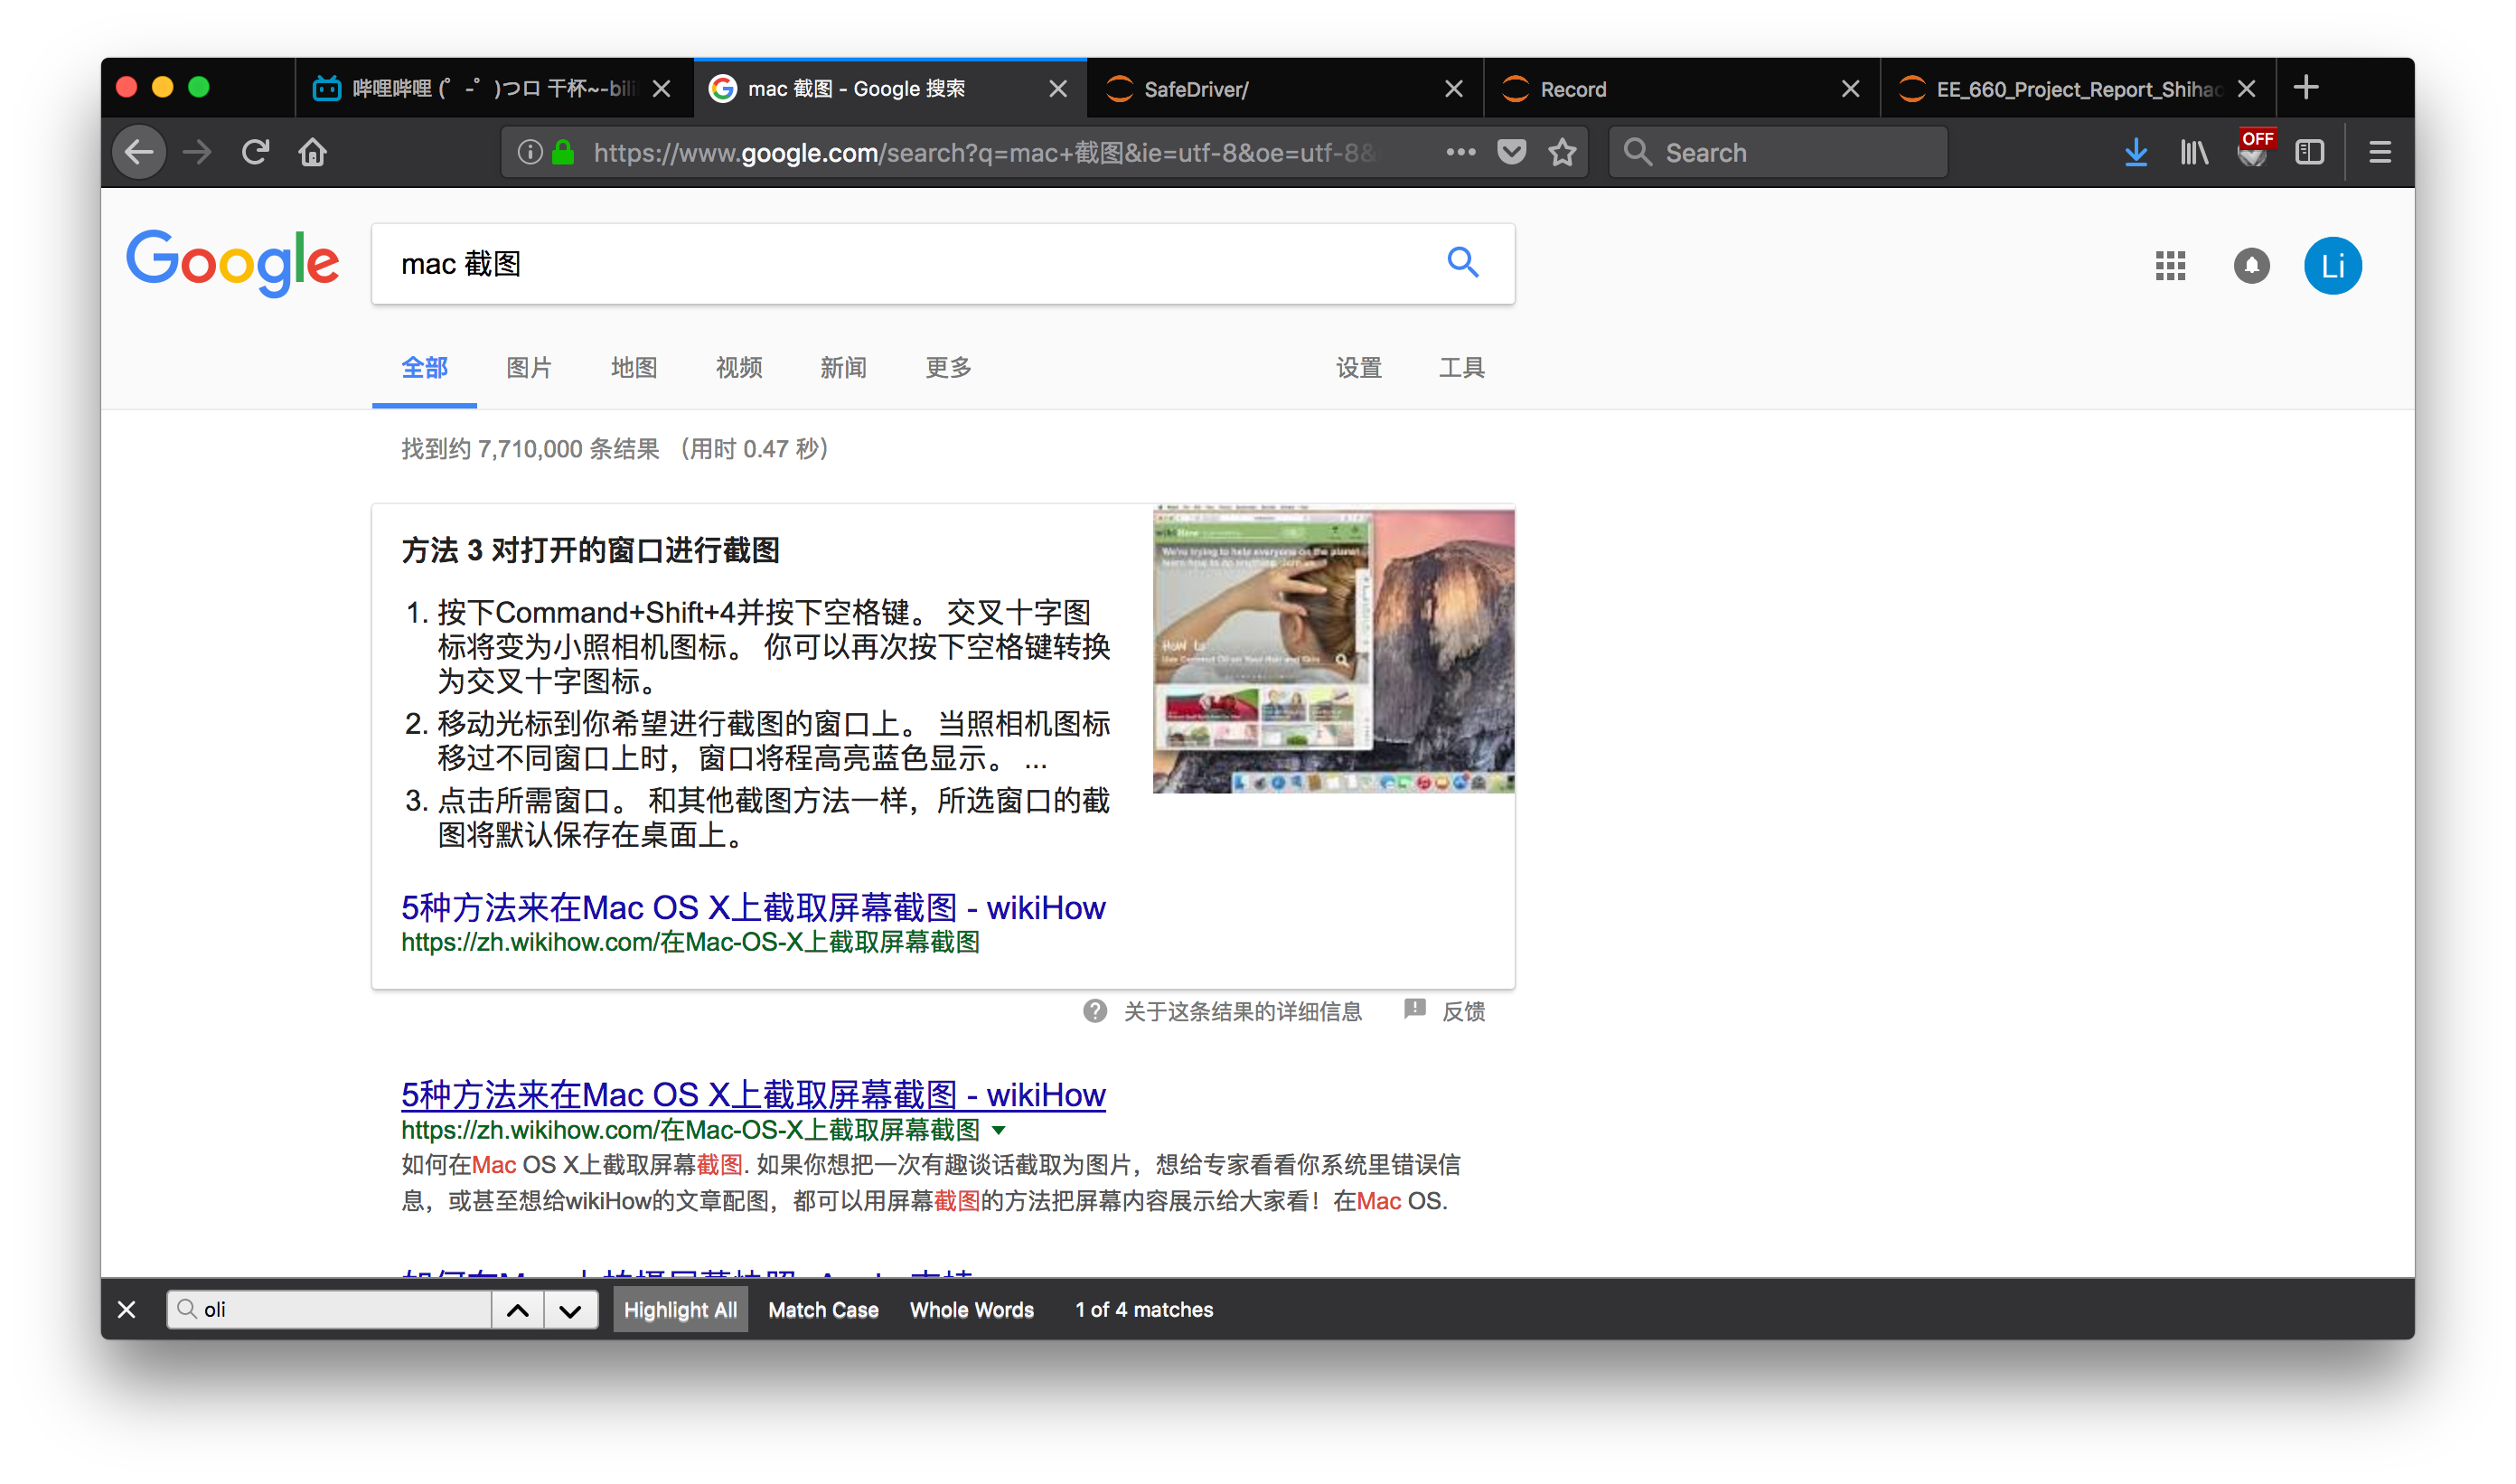 哔哩哔哩 (゜-゜)つロ 干杯~-bili
mac 截图 - Google 搜索
SafeDriver/
Record
EE_660_Project_Report_Shihao
https://www.google.com/search?q=mac+截图&ie=utf-8&oe=utf-8&
Search
OFF
Google
mac 截图
Li
全部 图片 地图 视频 新闻 更多 设置 工具
找到约 7,710,000 条结果 （用时 0.47 秒）
方法 3 对打开的窗口进行截图
1. 按下Command+Shift+4并按下空格键。 交叉十字图
标将变为小照相机图标。 你可以再次按下空格键转换
为交叉十字图标。
2. 移动光标到你希望进行截图的窗口上。 当照相机图标
移过不同窗口上时，窗口将程高亮蓝色显示。 ...
3. 点击所需窗口。 和其他截图方法一样，所选窗口的截
图将默认保存在桌面上。
wikiHow
We're trying to help everyone on the planet
learn how to do anything. Join us.
How to
5种方法来在Mac OS X上截取屏幕截图 - wikiHow
https://zh.wikihow.com/在Mac-OS-X上截取屏幕截图
关于这条结果的详细信息 反馈
5种方法来在Mac OS X上截取屏幕截图 - wikiHow
https://zh.wikihow.com/在Mac-OS-X上截取屏幕截图
如何在Mac OS X上截取屏幕截图. 如果你想把一次有趣谈话截取为图片，想给专家看看你系统里错误信
息，或甚至想给wikiHow的文章配图，都可以用屏幕截图的方法把屏幕内容展示给大家看！在Mac OS.
oli
Highlight All Match Case Whole Words 1 of 4 matches